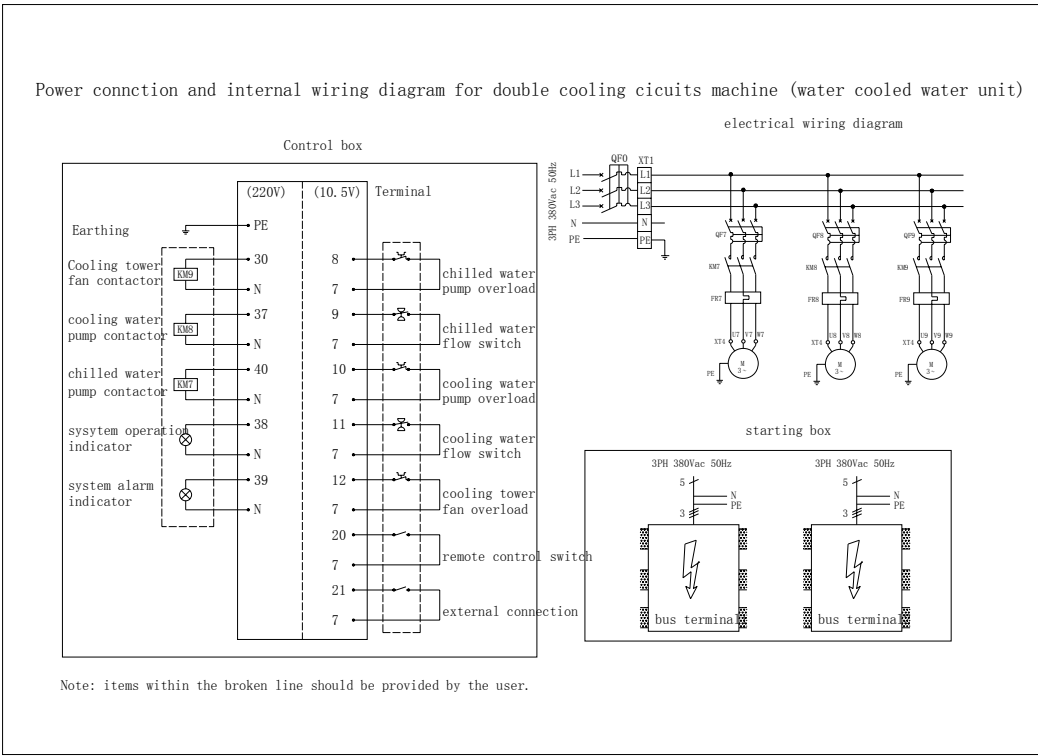 Power connction and internal wiring diagram for double cooling cicuits machine (water cooled water unit)
electrical wiring diagram
Control box
(220V) (10.5V) Terminal
Earthing
PE
Cooling tower
fan contactor
KM9
30
N
cooling water
pump contactor
KM8
37
N
chilled water
pump contactor
KM7
40
N
sysytem operation
indicator
38
N
system alarm
indicator
39
N
8
7
chilled water
pump overload
9
7
chilled water
flow switch
10
7
cooling water
pump overload
11
7
cooling water
flow switch
12
7
cooling tower
fan overload
20
7
remote control switch
21
7
external connection
3PH 380Vac 50Hz
QF0 XT1
L1 L1
L2 L2
L3 L3
N N
PE PE
QF7 QF8 QF9
KM7 KM8 KM9
FR7 FR8 FR9
U7 V7 W7 U8 V8 W8 U9 V9 W9
XT4 XT4 XT4
M M M
3~ 3~ 3~
PE PE PE
starting box
3PH 380Vac 50Hz 3PH 380Vac 50Hz
5 5
N N
PE PE
3 3
bus terminal bus terminal
Note: items within the broken line should be provided by the user.